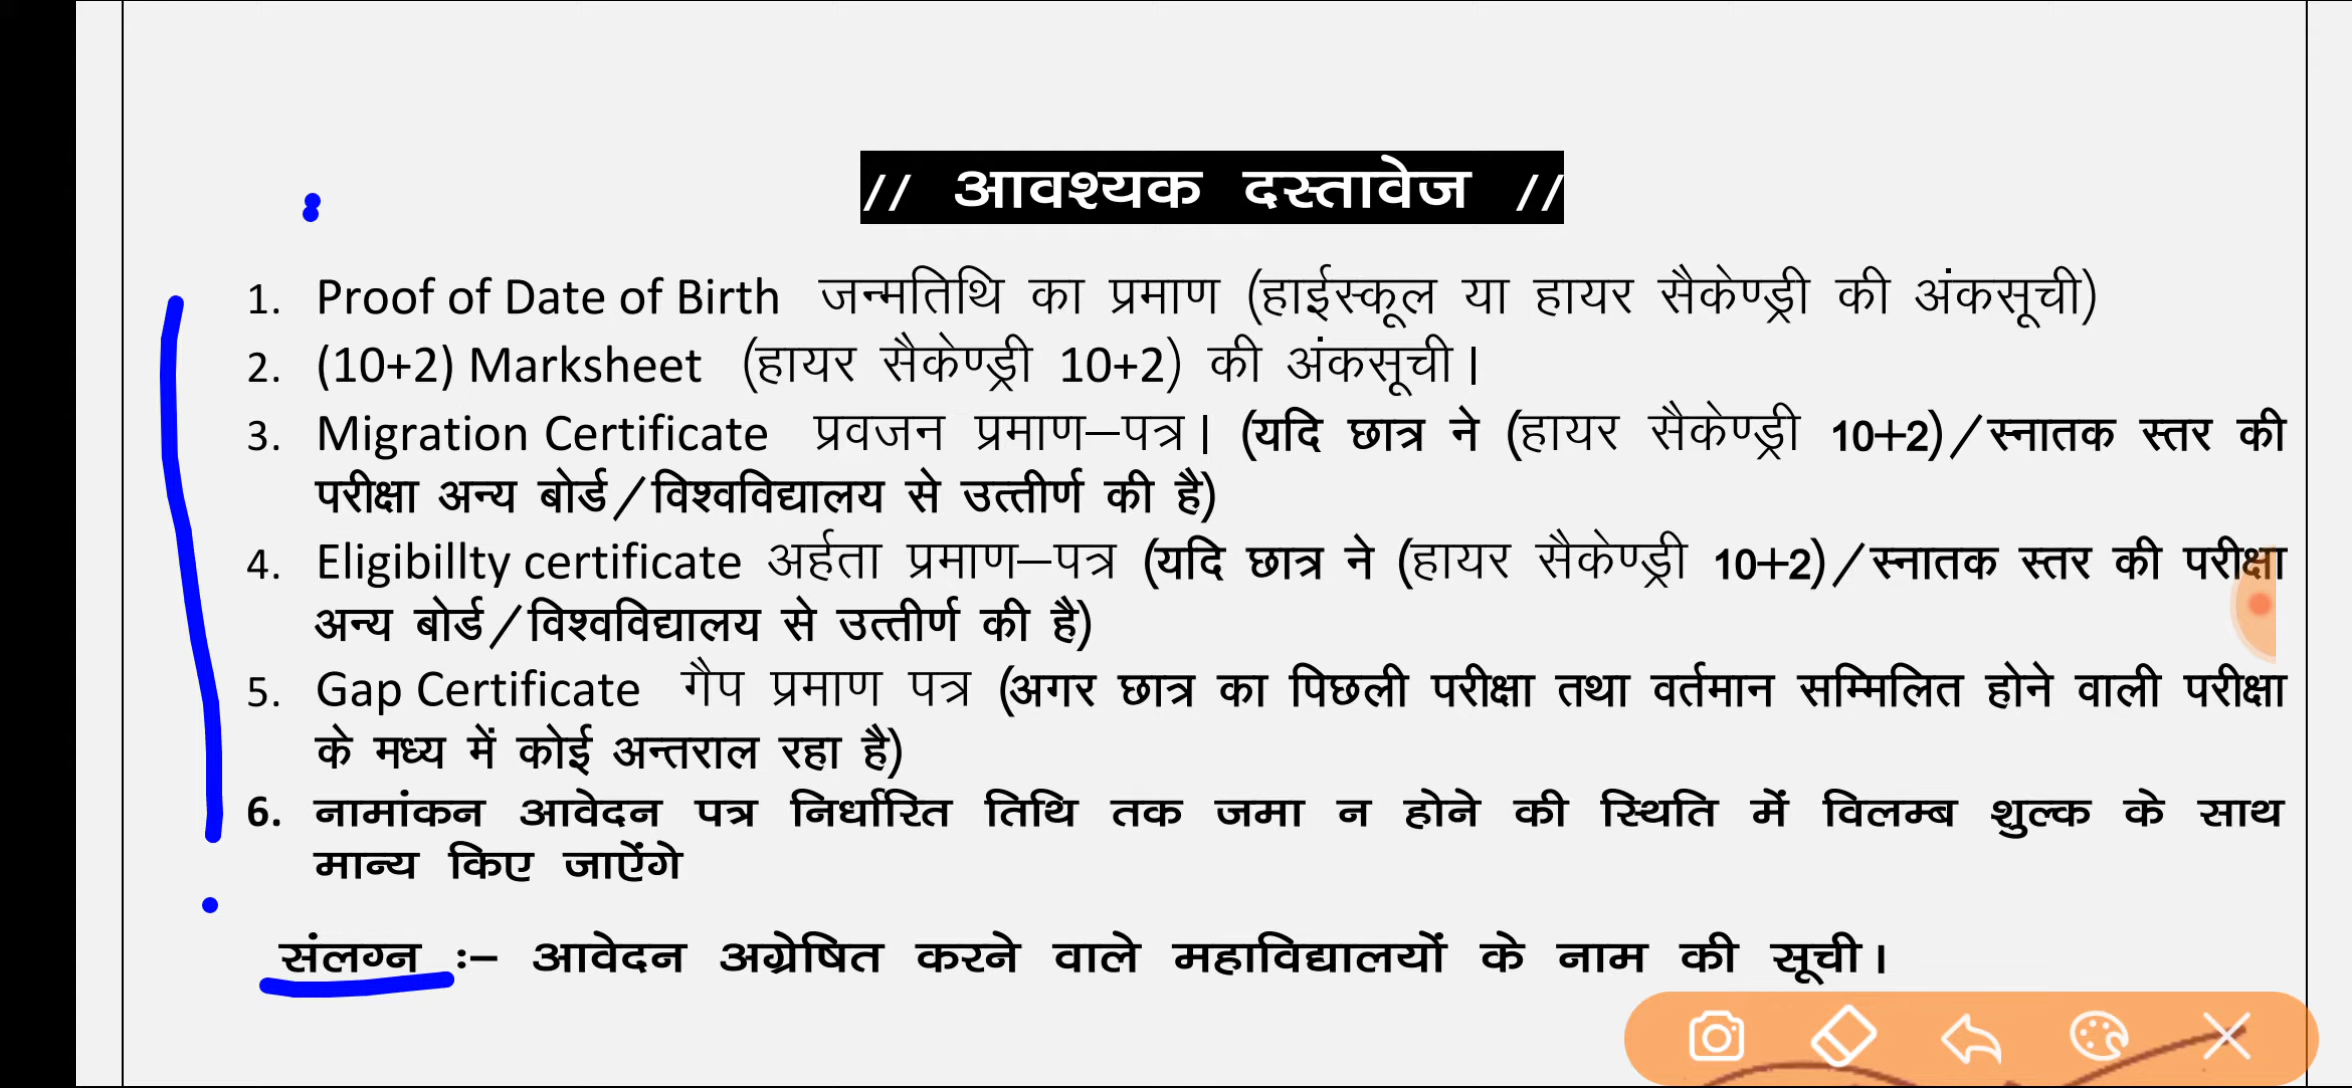 // आवश्यक दस्तावेज //
1. Proof of Date of Birth जन्मतिथि का प्रमाण (हाईस्कूल या हायर सैकेण्ड्री की अंकसूची)
2. (10+2) Marksheet (हायर सैकेण्ड्री 10+2) की अंकसूची।
3. Migration Certificate प्रवजन प्रमाण–पत्र। (यदि छात्र ने (हायर सैकेण्ड्री 10+2)/स्नातक स्तर की
परीक्षा अन्य बोर्ड/विश्वविद्यालय से उत्तीर्ण की है)
4. Eligibillty certificate अर्हता प्रमाण–पत्र (यदि छात्र ने (हायर सैकेण्ड्री 10+2)/स्नातक स्तर की परीक्षा
अन्य बोर्ड/विश्वविद्यालय से उत्तीर्ण की है)
5. Gap Certificate गैप प्रमाण पत्र (अगर छात्र का पिछली परीक्षा तथा वर्तमान सम्मिलित होने वाली परीक्षा
के मध्य में कोई अन्तराल रहा है)
6. नामांकन आवेदन पत्र निर्धारित तिथि तक जमा न होने की स्थिति में विलम्ब शुल्क के साथ
मान्य किए जाऐंगे
संलग्न :– आवेदन अग्रेषित करने वाले महाविद्यालयों के नाम की सूची।